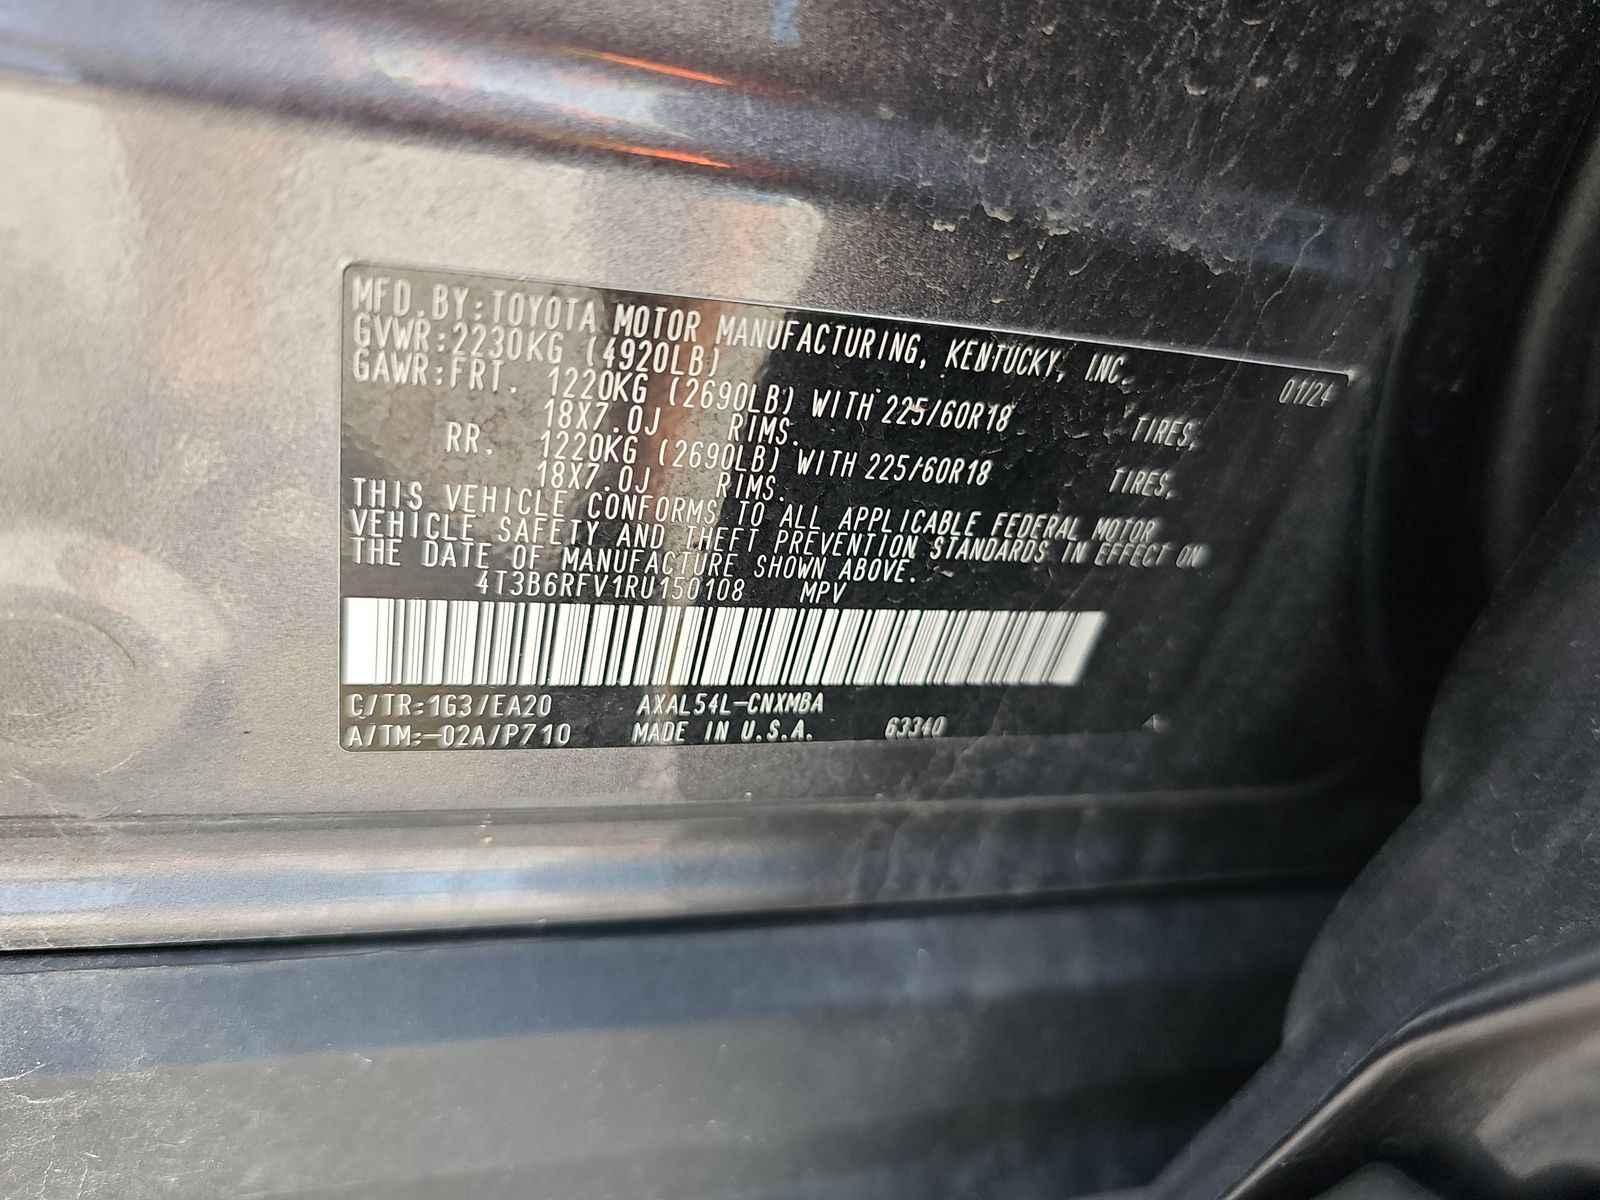 MFD.BY:TOYOTA MOTOR MANUFACTURING, KENTUCKY, INC. 01/24
GVWR:2230KG (4920LB)
GAWR:FRT. 1220KG (2690LB) WITH 225/60R18 TIRES,
18X7.0J RIMS.
RR. 1220KG (2690LB) WITH 225/60R18 TIRES,
18X7.0J RIMS.
THIS VEHICLE CONFORMS TO ALL APPLICABLE FEDERAL MOTOR
VEHICLE SAFETY AND THEFT PREVENTION STANDARDS IN EFFECT ON
THE DATE OF MANUFACTURE SHOWN ABOVE.
4T3B6RFV1RU150108 MPV
C/TR:1G3/EA20 AXAL54L-CNXMBA
A/TM:-02A/P710 MADE IN U.S.A. 63340